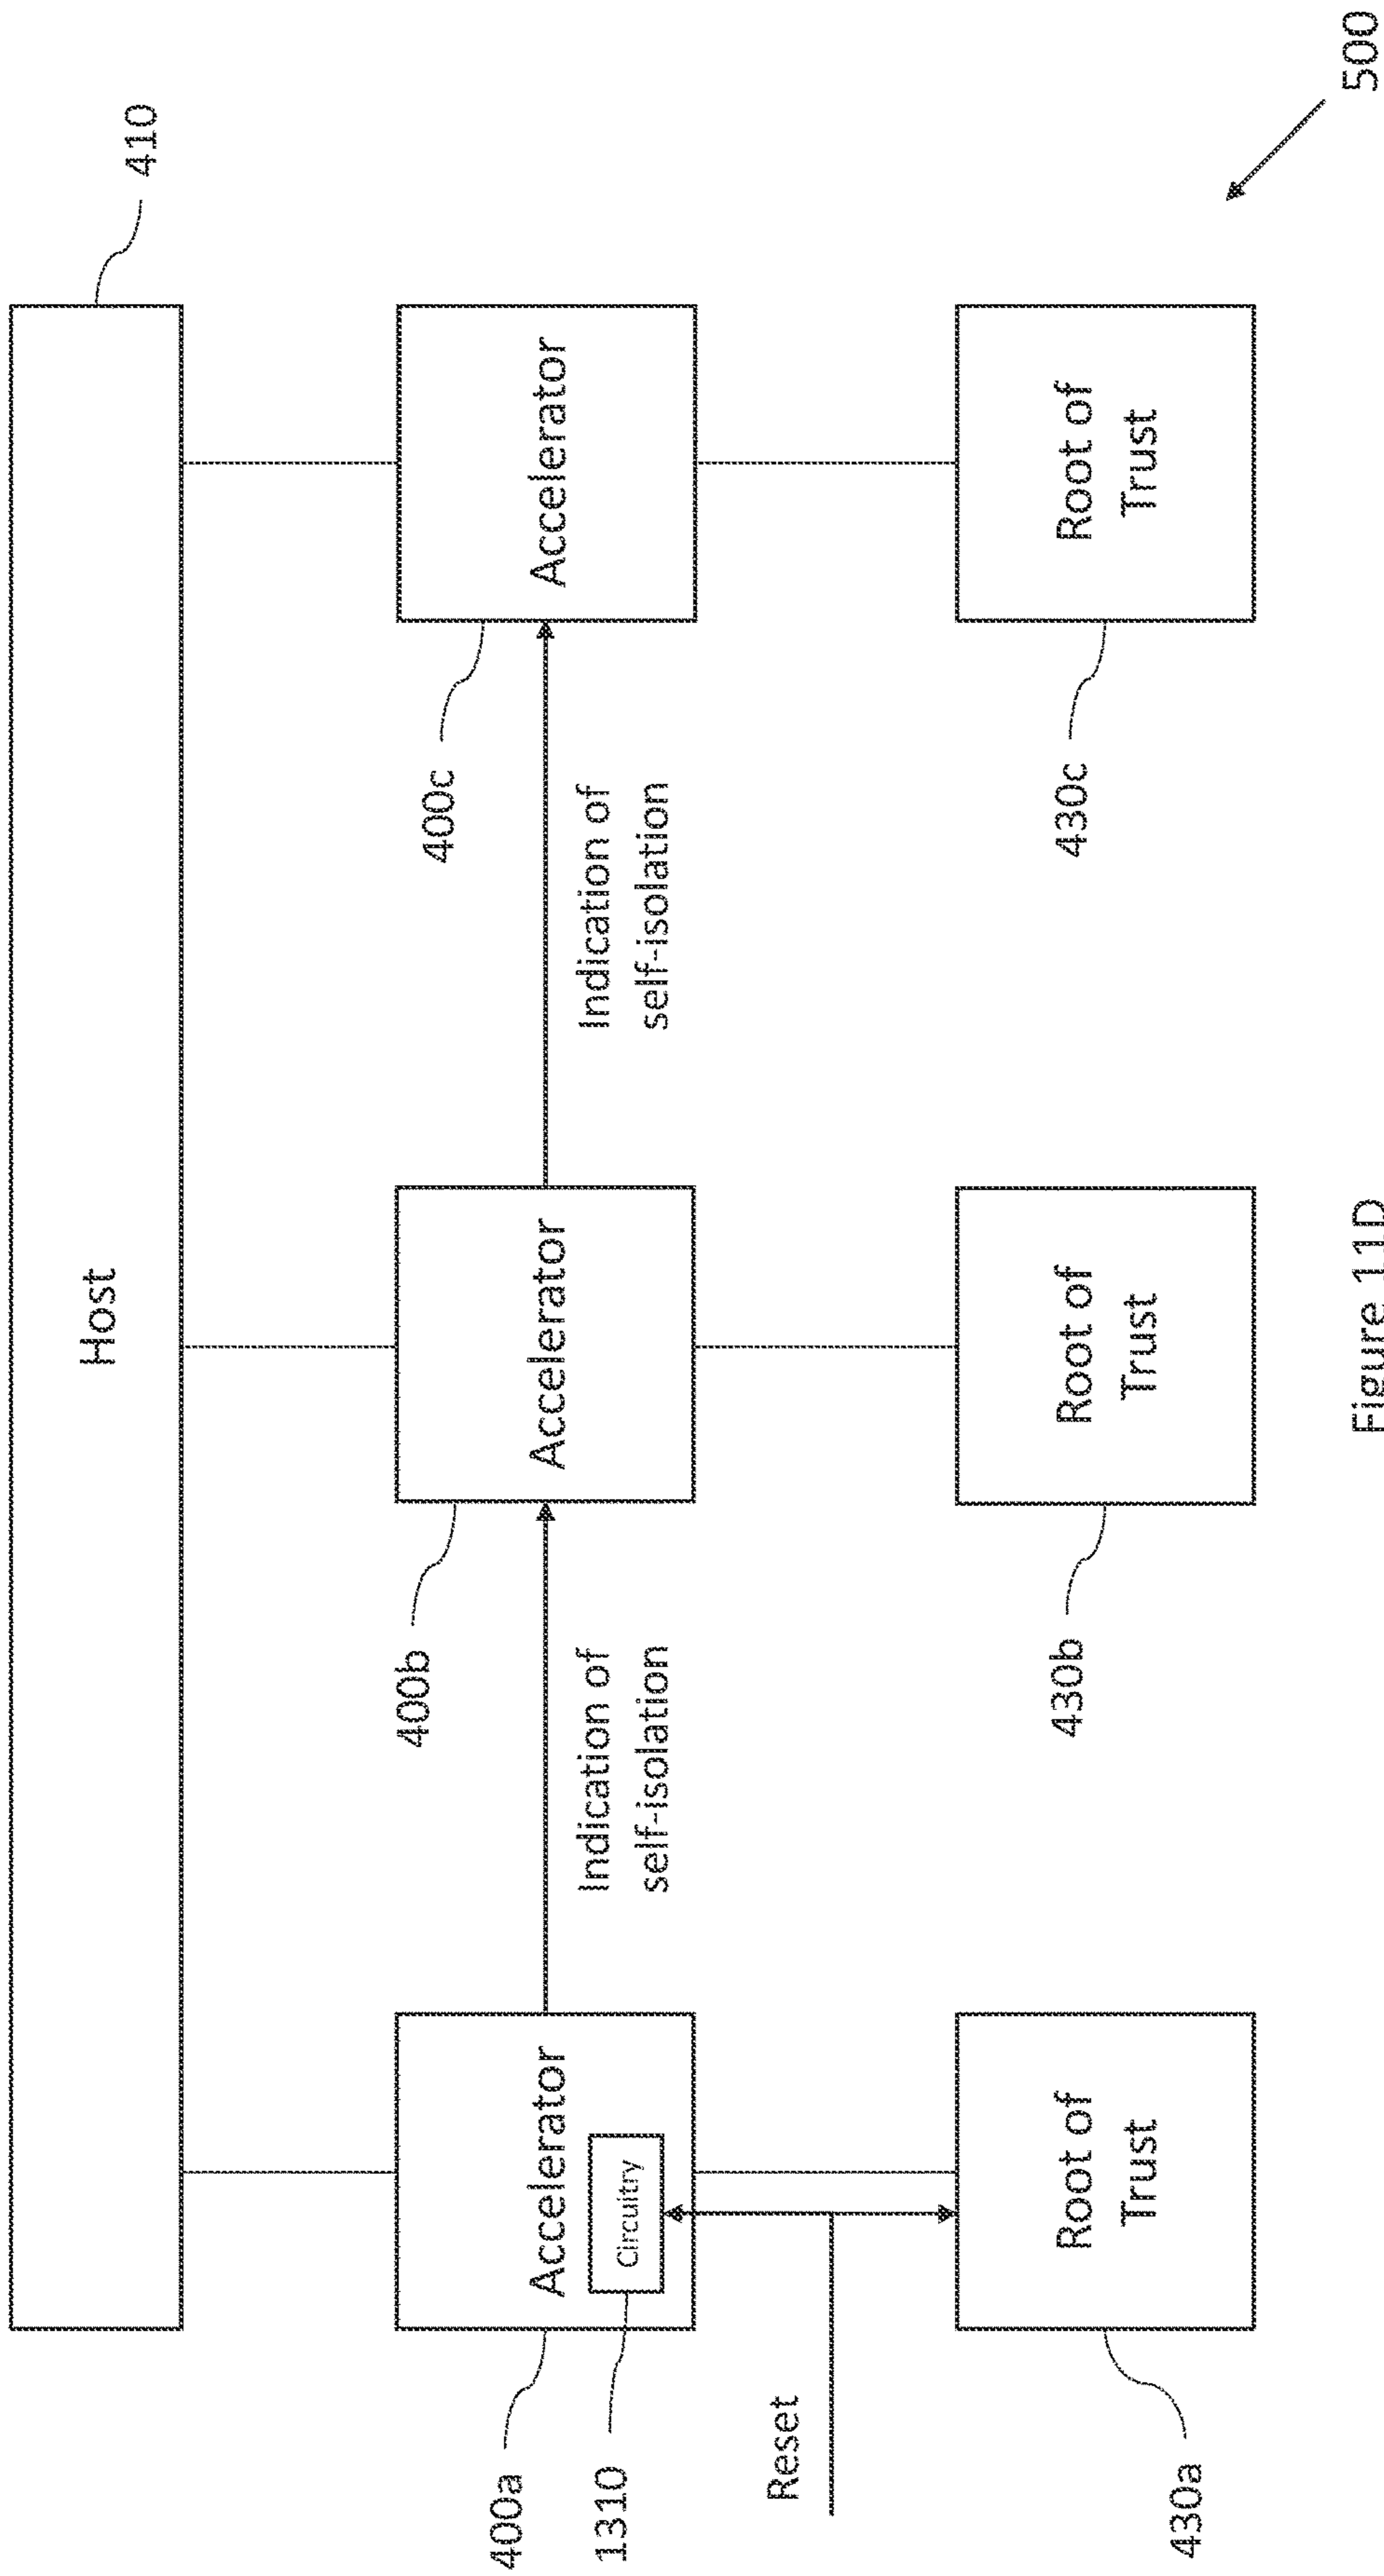 500
410
Host
Accelerator
Indication of
self-isolation
Accelerator
Indication of
self-isolation
Accelerator
Circuitry
400a
400b
400c
1310
Reset
Root of
Trust
Root of
Trust
Root of
Trust
430a
430b
430c
Figure 11D